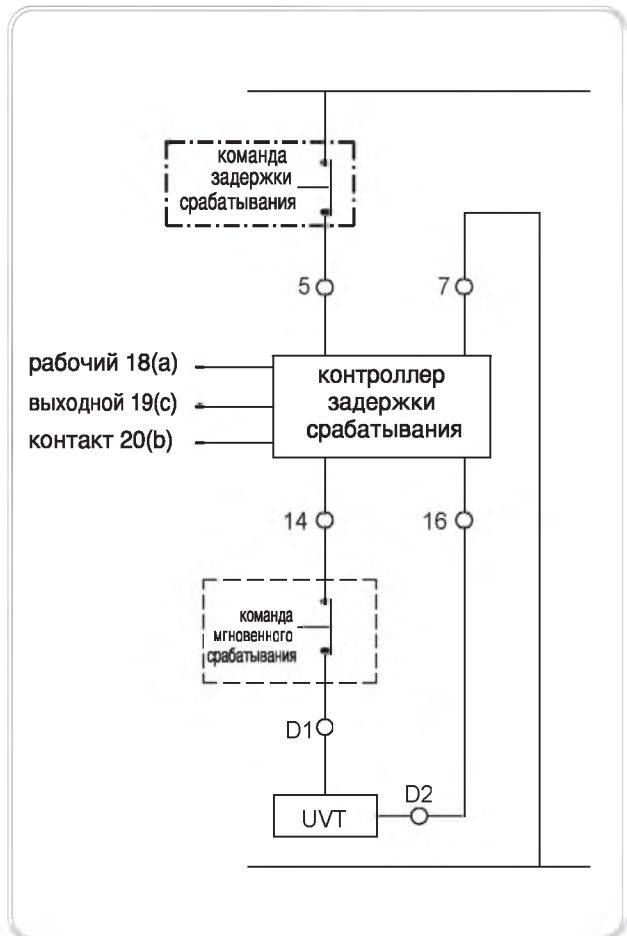 команда
задержки
срабатывания
5
7
рабочий 18(a)
выходной 19(c)
контакт 20(b)
контроллер
задержки
срабатывания
14
16
команда
мгновенного
срабатывания
D1
D2
UVT